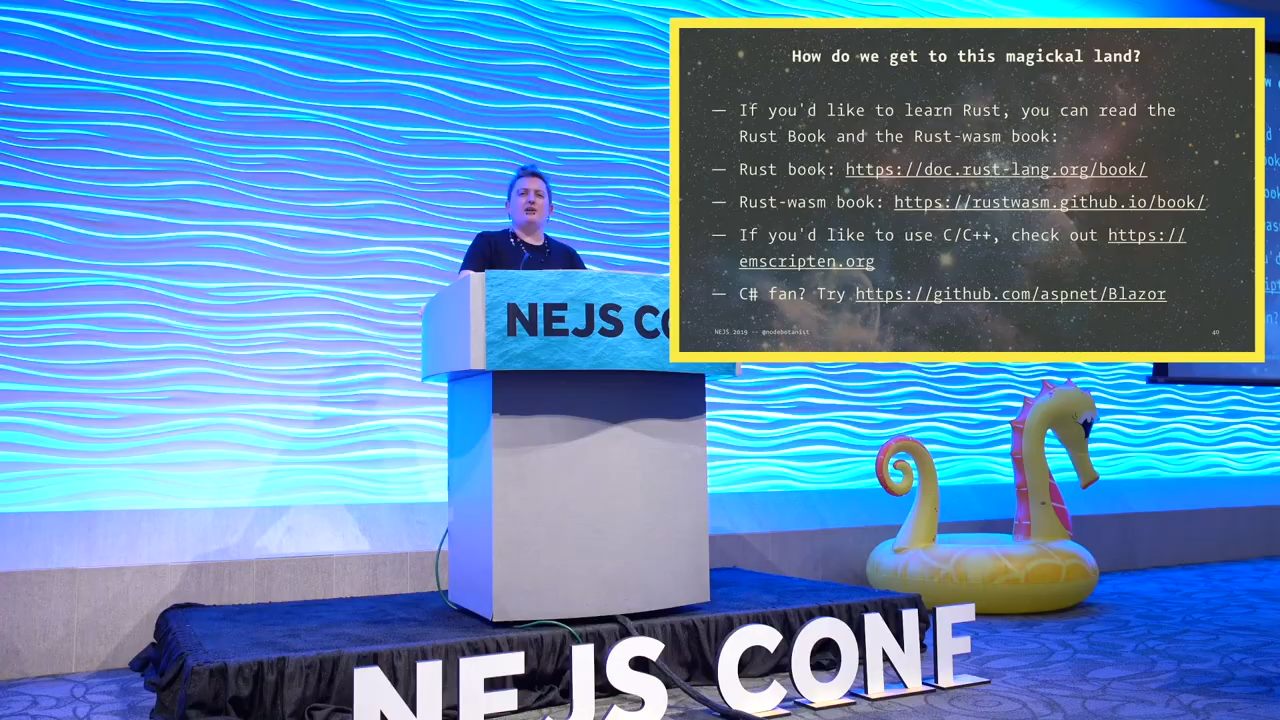 How do we get to this magickal land?
— If you'd like to learn Rust, you can read the
Rust Book and the Rust-wasm book:
— Rust book: https://doc.rust-lang.org/book/
— Rust-wasm book: https://rustwasm.github.io/book/
— If you'd like to use C/C++, check out https://
emscripten.org
— C# fan? Try https://github.com/aspnet/Blazor
NEJS 2019 -- @nodebotanist
40
NEJS CO
NEJS CONF